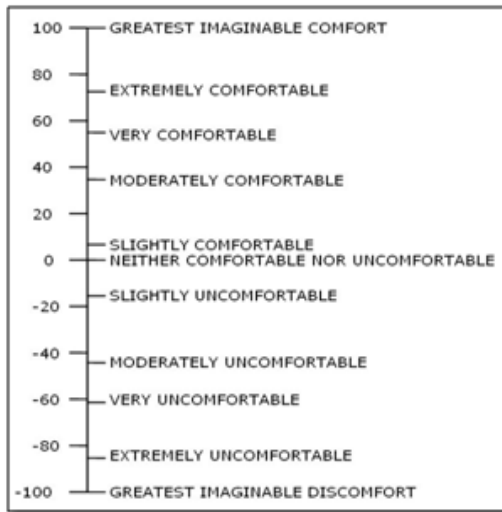 100 GREATEST IMAGINABLE COMFORT
80
EXTREMELY COMFORTABLE
60
VERY COMFORTABLE
40
MODERATELY COMFORTABLE
20
SLIGHTLY COMFORTABLE
0 NEITHER COMFORTABLE NOR UNCOMFORTABLE
SLIGHTLY UNCOMFORTABLE
-20
-40
MODERATELY UNCOMFORTABLE
-60 VERY UNCOMFORTABLE
-80
EXTREMELY UNCOMFORTABLE
-100 GREATEST IMAGINABLE DISCOMFORT